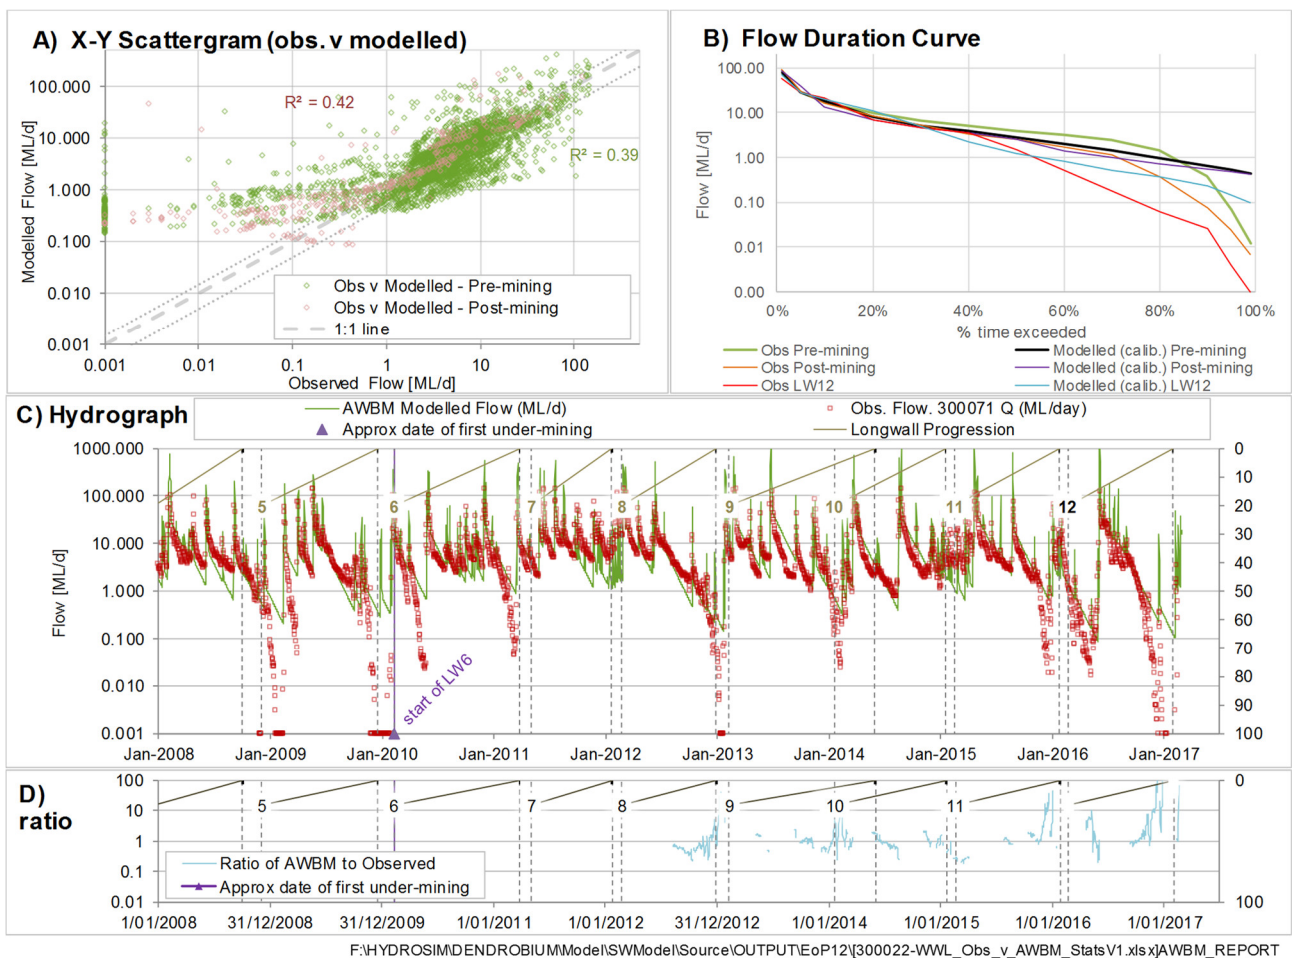 A) X-Y Scattergram (obs. v modelled)
Modelled Flow [ML/d]
100.000
10.000
1.000
0.100
0.010
0.001
R² = 0.42
R² = 0.39
Obs v Modelled - Pre-mining
Obs v Modelled - Post-mining
1:1 line
0.001 0.01 0.1 1 10 100
Observed Flow [ML/d]
B) Flow Duration Curve
Flow [ML/d]
100.00
10.00
1.00
0.10
0.01
0.00
0% 20% 40% 60% 80% 100%
% time exceeded
Obs Pre-mining Modelled (calib.) Pre-mining
Obs Post-mining Modelled (calib.) Post-mining
Obs LW12 Modelled (calib.) LW12
C) Hydrograph
AWBM Modelled Flow (ML/d) Obs. Flow. 300071 Q (ML/day)
Approx date of first under-mining Longwall Progression
Flow [ML/d]
1000.000
100.000
10.000
1.000
0.100
0.010
0.001
5 6 7 8 9 10 11 12
start of LW6
0
10
20
30
40
50
60
70
80
90
100
Jan-2008 Jan-2009 Jan-2010 Jan-2011 Jan-2012 Jan-2013 Jan-2014 Jan-2015 Jan-2016 Jan-2017
D)
ratio
100
10
1
0.1
0.01
5 6 7 8 9 10 11
0
100
Ratio of AWBM to Observed
Approx date of first under-mining
1/01/2008 31/12/2008 31/12/2009 1/01/2011 1/01/2012 31/12/2012 1/01/2014 1/01/2015 1/01/2016 1/01/2017
F:\HYDROSIM\DENDROBIUM\Model\SWModel\Source\OUTPUT\EoP12\[300022-WWL_Obs_v_AWBM_StatsV1.xlsx]AWBM_REPORT